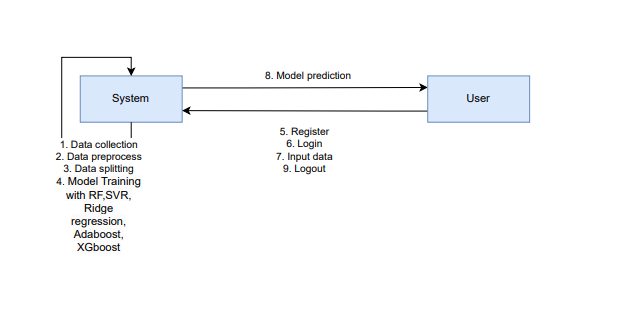 8. Model prediction
System
User
5. Register
6. Login
7. Input data
9. Logout
1. Data collection
2. Data preprocess
3. Data splitting
4. Model Training
with RF,SVR,
Ridge
regression,
Adaboost,
XGboost